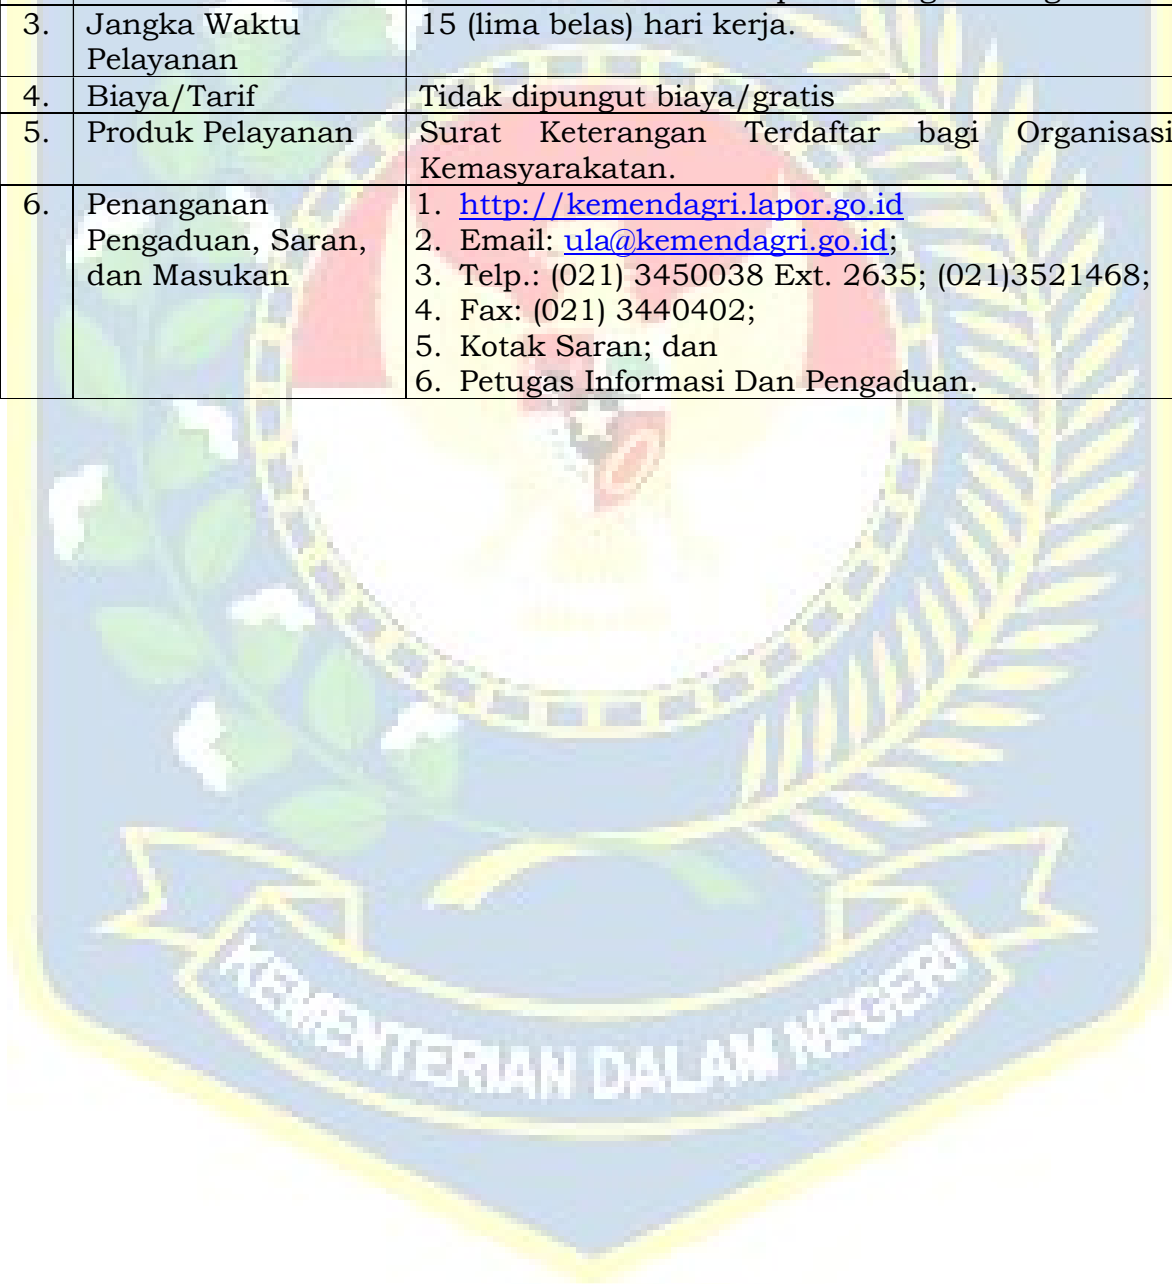 3. Jangka Waktu 15 (lima belas) hari kerja.
Pelayanan
4. Biaya/Tarif Tidak dipungut biaya/gratis
5. Produk Pelayanan Surat Keterangan Terdaftar bagi Organisasi
Kemasyarakatan.
6. Penanganan 1. http://kemendagri.lapor.go.id
Pengaduan, Saran, 2. Email: ula@kemendagri.go.id;
dan Masukan 3. Telp.: (021) 3450038 Ext. 2635; (021)3521468;
4. Fax: (021) 3440402;
5. Kotak Saran; dan
6. Petugas Informasi Dan Pengaduan.
KEMENTERIAN DALAM NEGERI